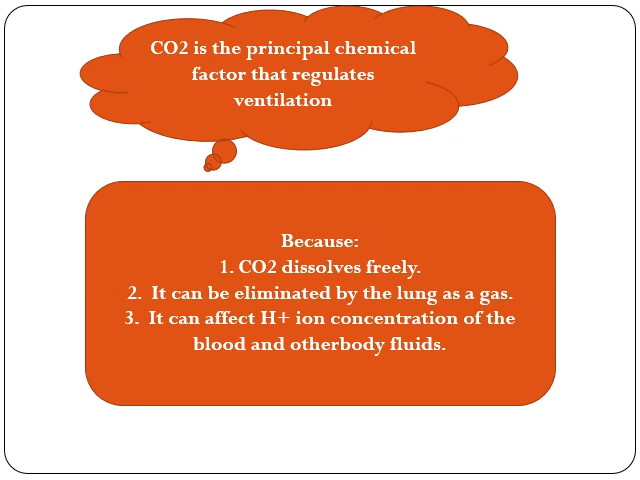 CO2 is the principal chemical
factor that regulates
ventilation
Because:
1. CO2 dissolves freely.
2. It can be eliminated by the lung as a gas.
3. It can affect H+ ion concentration of the
blood and otherbody fluids.